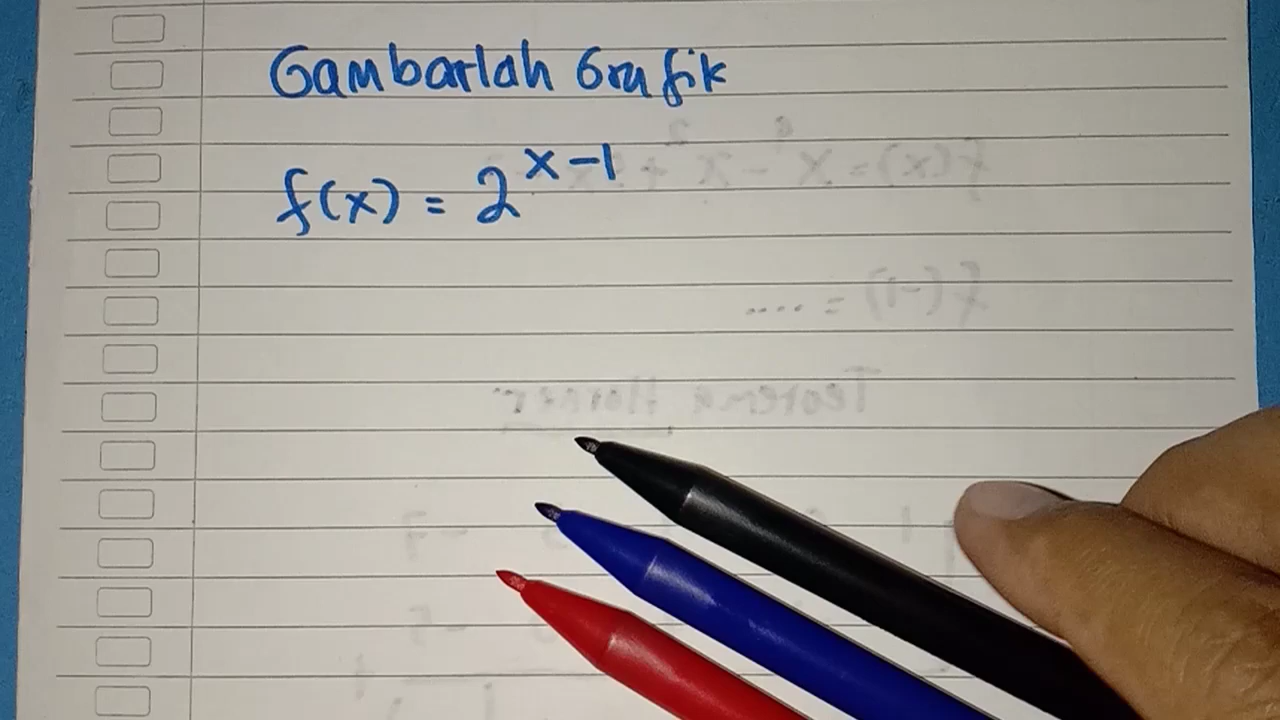 Gambarlah Grafik
f(x) = 2^{x-1}